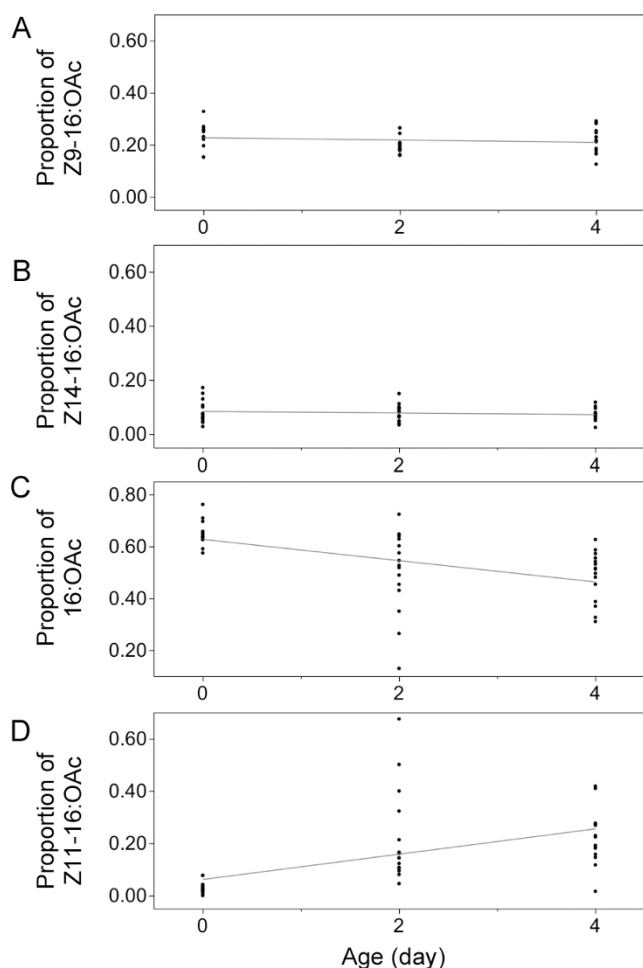 A
Proportion of
Z9-16:OAc
0.60
0.40
0.20
0.00
0 2 4
B
Proportion of
Z14-16:OAc
0.60
0.40
0.20
0.00
0 2 4
C
Proportion of
16:OAc
0.80
0.60
0.40
0.20
0 2 4
D
Proportion of
Z11-16:OAc
0.60
0.40
0.20
0.00
0 2 4
Age (day)